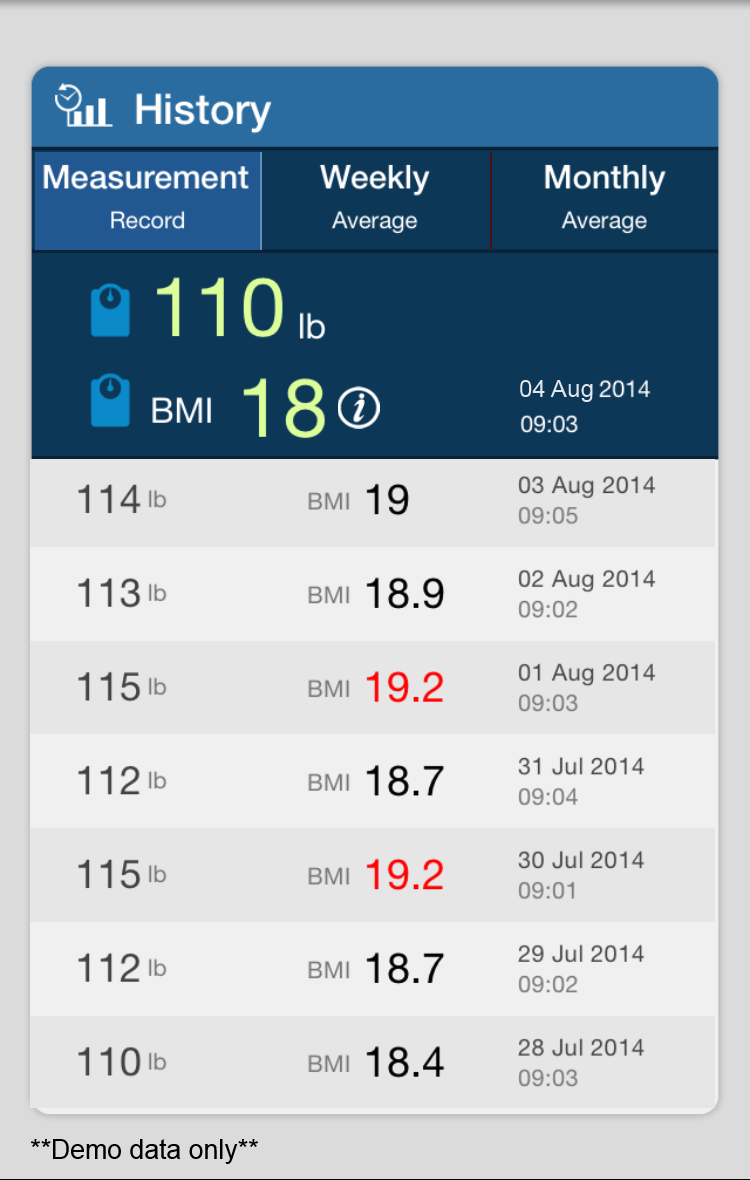 History
Measurement Weekly Monthly
Record Average Average
110 lb
BMI 18 i 04 Aug 2014
09:03
114 lb BMI 19 03 Aug 2014
09:05
113 lb BMI 18.9 02 Aug 2014
09:02
115 lb BMI 19.2 01 Aug 2014
09:03
112 lb BMI 18.7 31 Jul 2014
09:04
115 lb BMI 19.2 30 Jul 2014
09:01
112 lb BMI 18.7 29 Jul 2014
09:02
110 lb BMI 18.4 28 Jul 2014
09:03
**Demo data only**